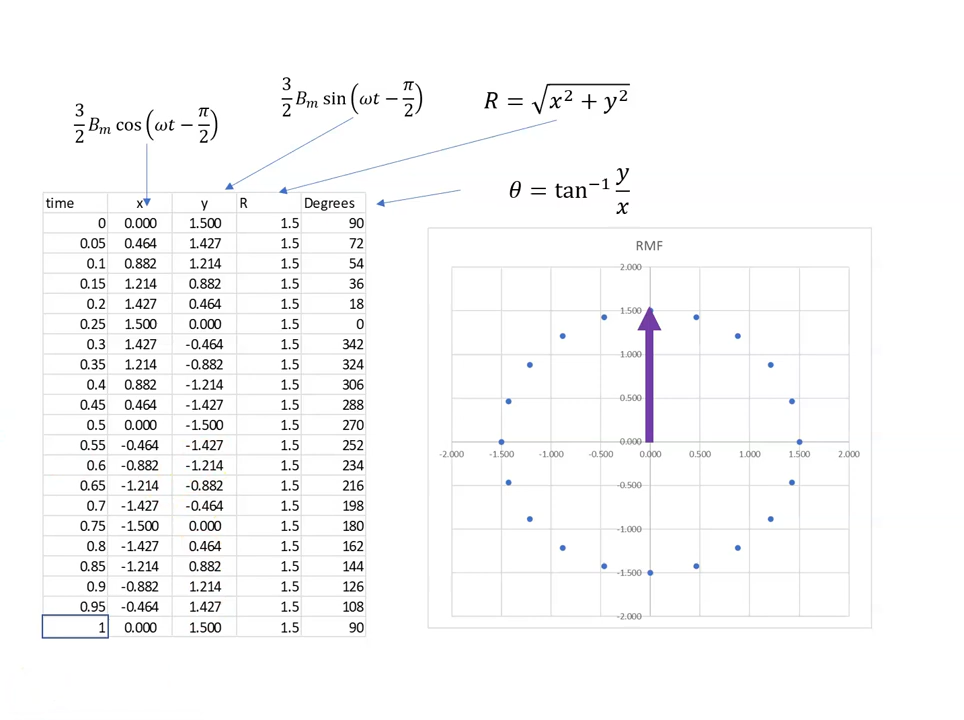 3/2 Bₘ cos(ωt − π/2)
3/2 Bₘ sin(ωt − π/2)
R = √(x² + y²)
θ = tan⁻¹ y/x
time x y R Degrees
0 0.000 1.500 1.5 90
0.05 0.464 1.427 1.5 72
0.1 0.882 1.214 1.5 54
0.15 1.214 0.882 1.5 36
0.2 1.427 0.464 1.5 18
0.25 1.500 0.000 1.5 0
0.3 1.427 -0.464 1.5 342
0.35 1.214 -0.882 1.5 324
0.4 0.882 -1.214 1.5 306
0.45 0.464 -1.427 1.5 288
0.5 0.000 -1.500 1.5 270
0.55 -0.464 -1.427 1.5 252
0.6 -0.882 -1.214 1.5 234
0.65 -1.214 -0.882 1.5 216
0.7 -1.427 -0.464 1.5 198
0.75 -1.500 0.000 1.5 180
0.8 -1.427 0.464 1.5 162
0.85 -1.214 0.882 1.5 144
0.9 -0.882 1.214 1.5 126
0.95 -0.464 1.427 1.5 108
1 0.000 1.500 1.5 90
RMF
2.000
1.500
1.000
0.500
0.000
-2.000 -1.500 -1.000 -0.500 0.000 0.500 1.000 1.500 2.000
-0.500
-1.000
-1.500
-2.000